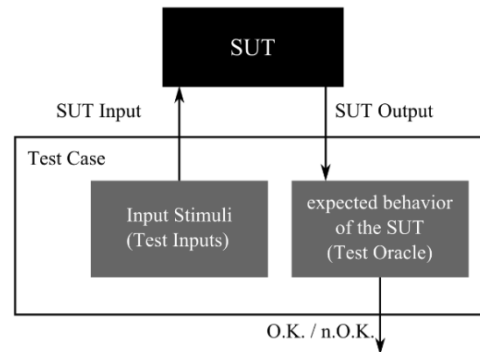 SUT
SUT Input
SUT Output
Test Case
Input Stimuli
(Test Inputs)
expected behavior
of the SUT
(Test Oracle)
O.K. / n.O.K.